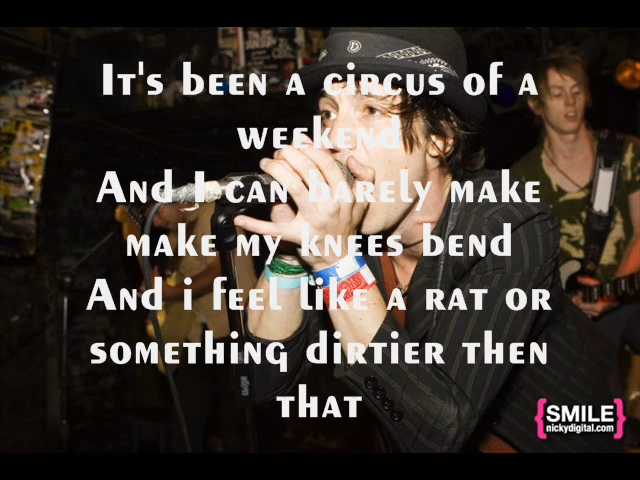 It's been a circus of a
weekend
And I can barely make
make my knees bend
And i feel like a rat or
something dirtier then
that
{SMILE}
nickydigital.com